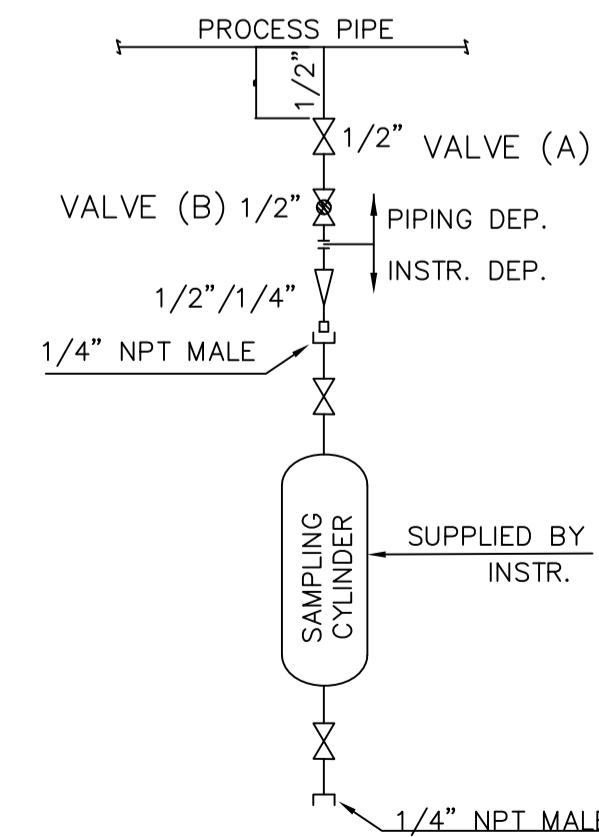 PROCESS PIPE
1/2"
1/2" VALVE (A)
VALVE (B) 1/2"
PIPING DEP.
INSTR. DEP.
1/2"/1/4"
1/4" NPT MALE
SAMPLING
CYLINDER
SUPPLIED BY
INSTR.
1/4" NPT MALE